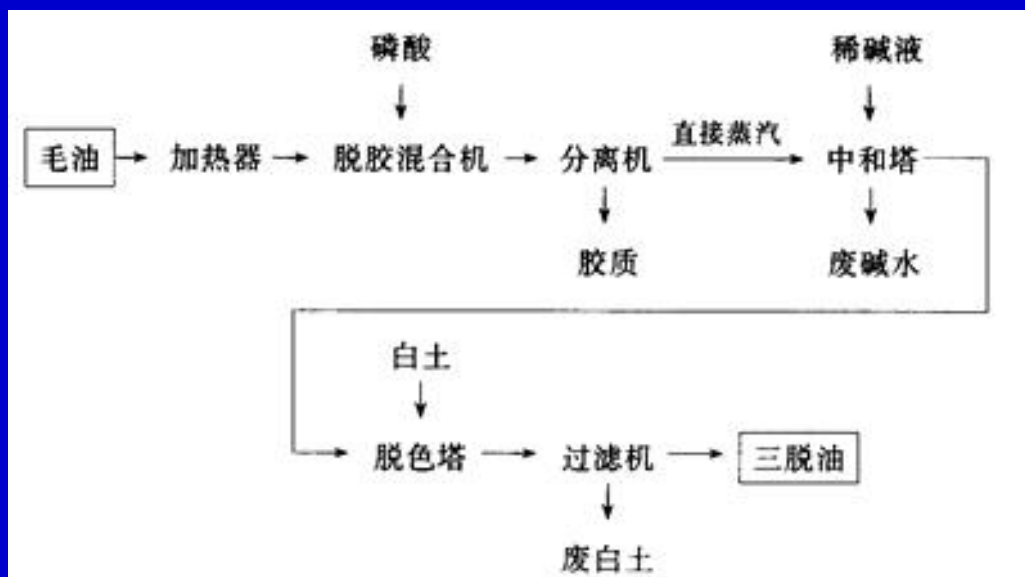 磷酸
稀碱液
毛油 加热器 脱胶混合机 分离机 直接蒸汽 中和塔
胶质
废碱水
白土
脱色塔 过滤机 三脱油
废白土